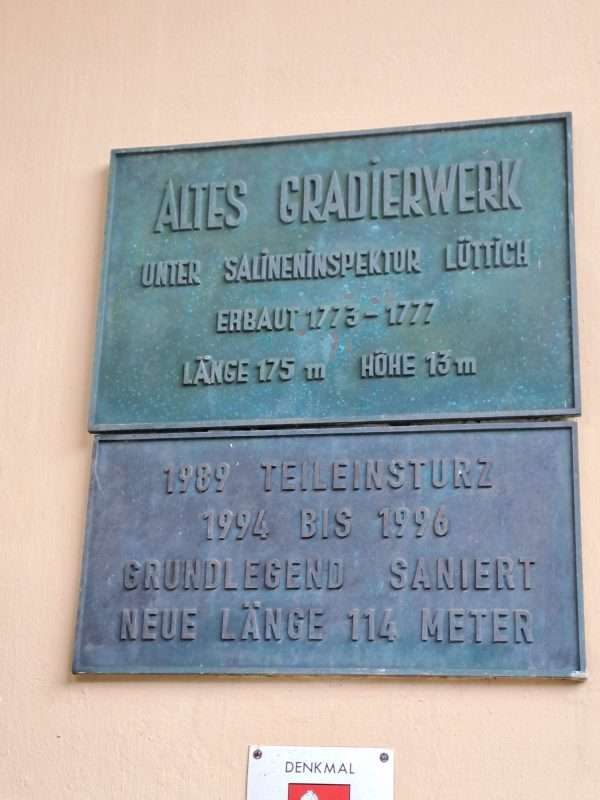 ALTES GRADIERWERK
UNTER SALINENINSPEKTOR LÜTTICH
ERBAUT 1773 – 1777
LÄNGE 175 m HÖHE 13 m
1989 TEILEINSTURZ
1994 BIS 1996
GRUNDLEGEND SANIERT
NEUE LÄNGE 114 METER
DENKMAL